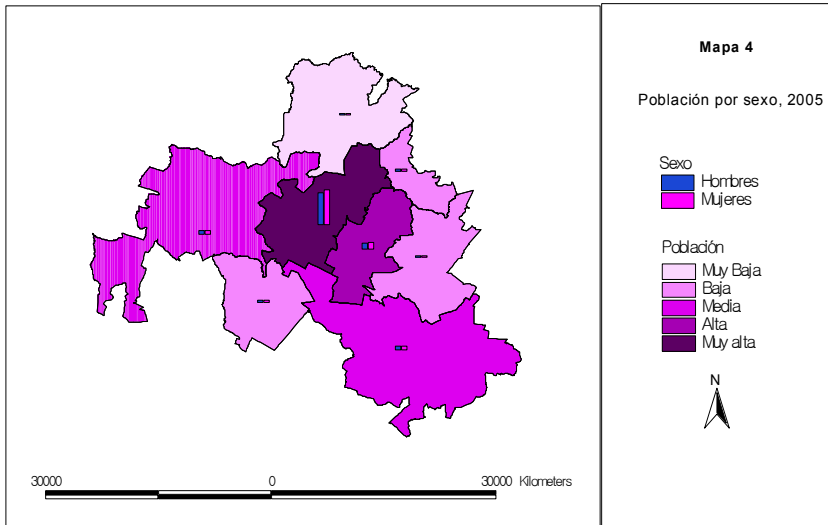 Mapa 4
Población por sexo, 2005
Sexo
Hombres
Mujeres
Población
Muy Baja
Baja
Media
Alta
Muy alta
N
30000 0 30000 Kilometers